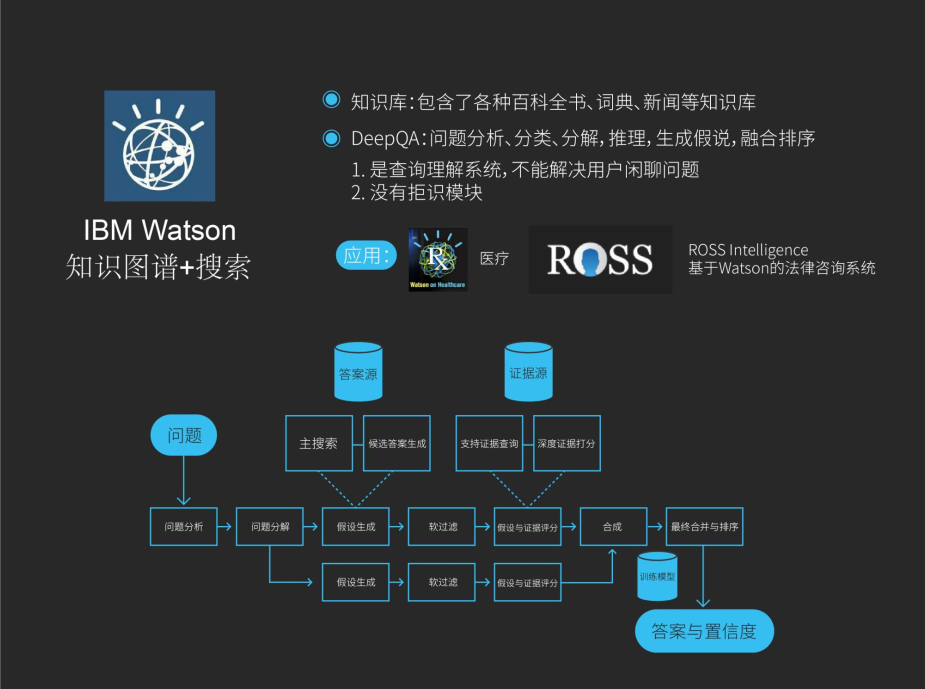 知识库：包含了各种百科全书、词典、新闻等知识库
DeepQA：问题分析、分类、分解，推理，生成假说，融合排序
1. 是查询理解系统，不能解决用户闲聊问题
2. 没有拒识模块
IBM Watson
知识图谱+搜索
应用：
Rx
Watson on Healthcare
医疗
ROSS
ROSS Intelligence
基于Watson的法律咨询系统
答案源
证据源
问题
主搜索
候选答案生成
支持证据查询
深度证据打分
问题分析
问题分解
假设生成
软过滤
假设与证据评分
合成
最终合并与排序
假设生成
软过滤
假设与证据评分
训练模型
答案与置信度